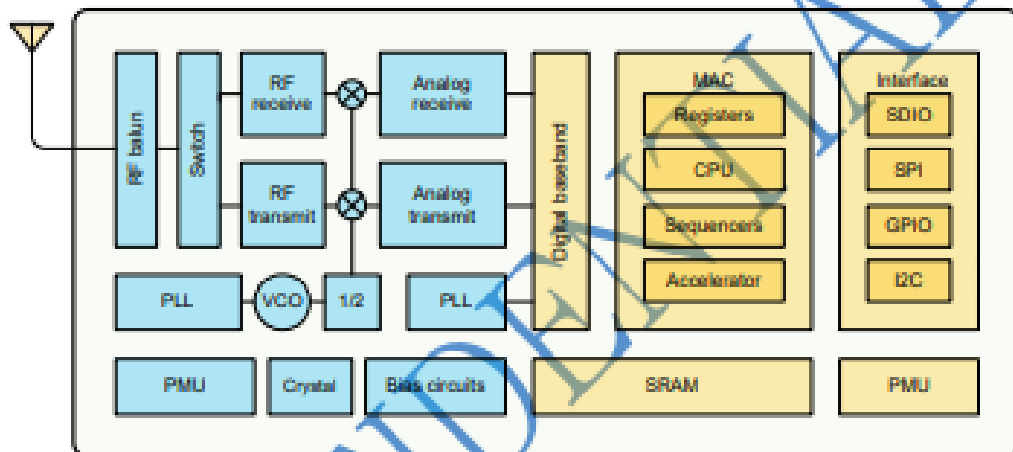 RF balun
Switch
RF
receive
Analog
receive
RF
transmit
Analog
transmit
Digital baseband
MAC
Registers
CPU
Sequencers
Accelerator
Interface
SDIO
SPI
GPIO
I2C
PLL
VCO
1/2
PLL
PMU
Crystal
Bias circuits
SRAM
PMU